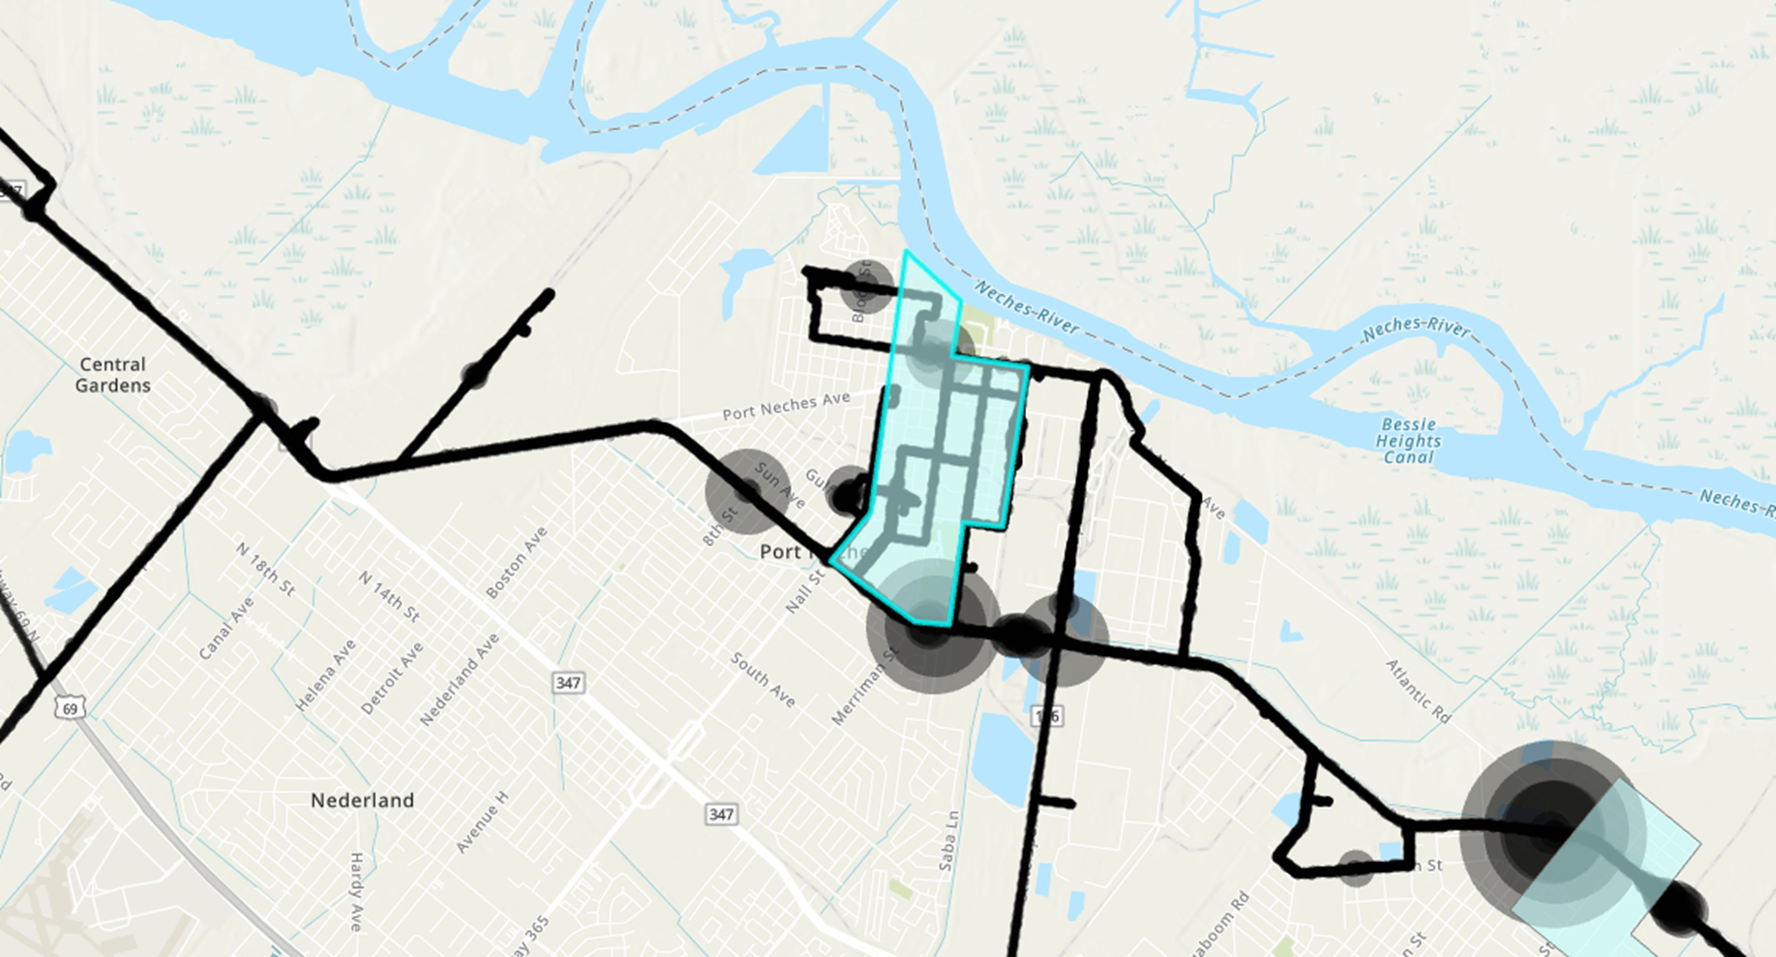 Neches-River
Neches-River
Central
Gardens
Port Neches Ave
Bessie
Heights
Canal
Neches-R
Sun Ave
Ave
8th St
Port
Nall St
N 18th St
N 14th St
Boston Ave
Canal Ave
Helena Ave
Detroit Ave
Nederland Ave
South Ave
Merriman St
Atlantic Rd
347
69
Nederland
Avenue H
347
Saba Ln
Hardy Ave
St